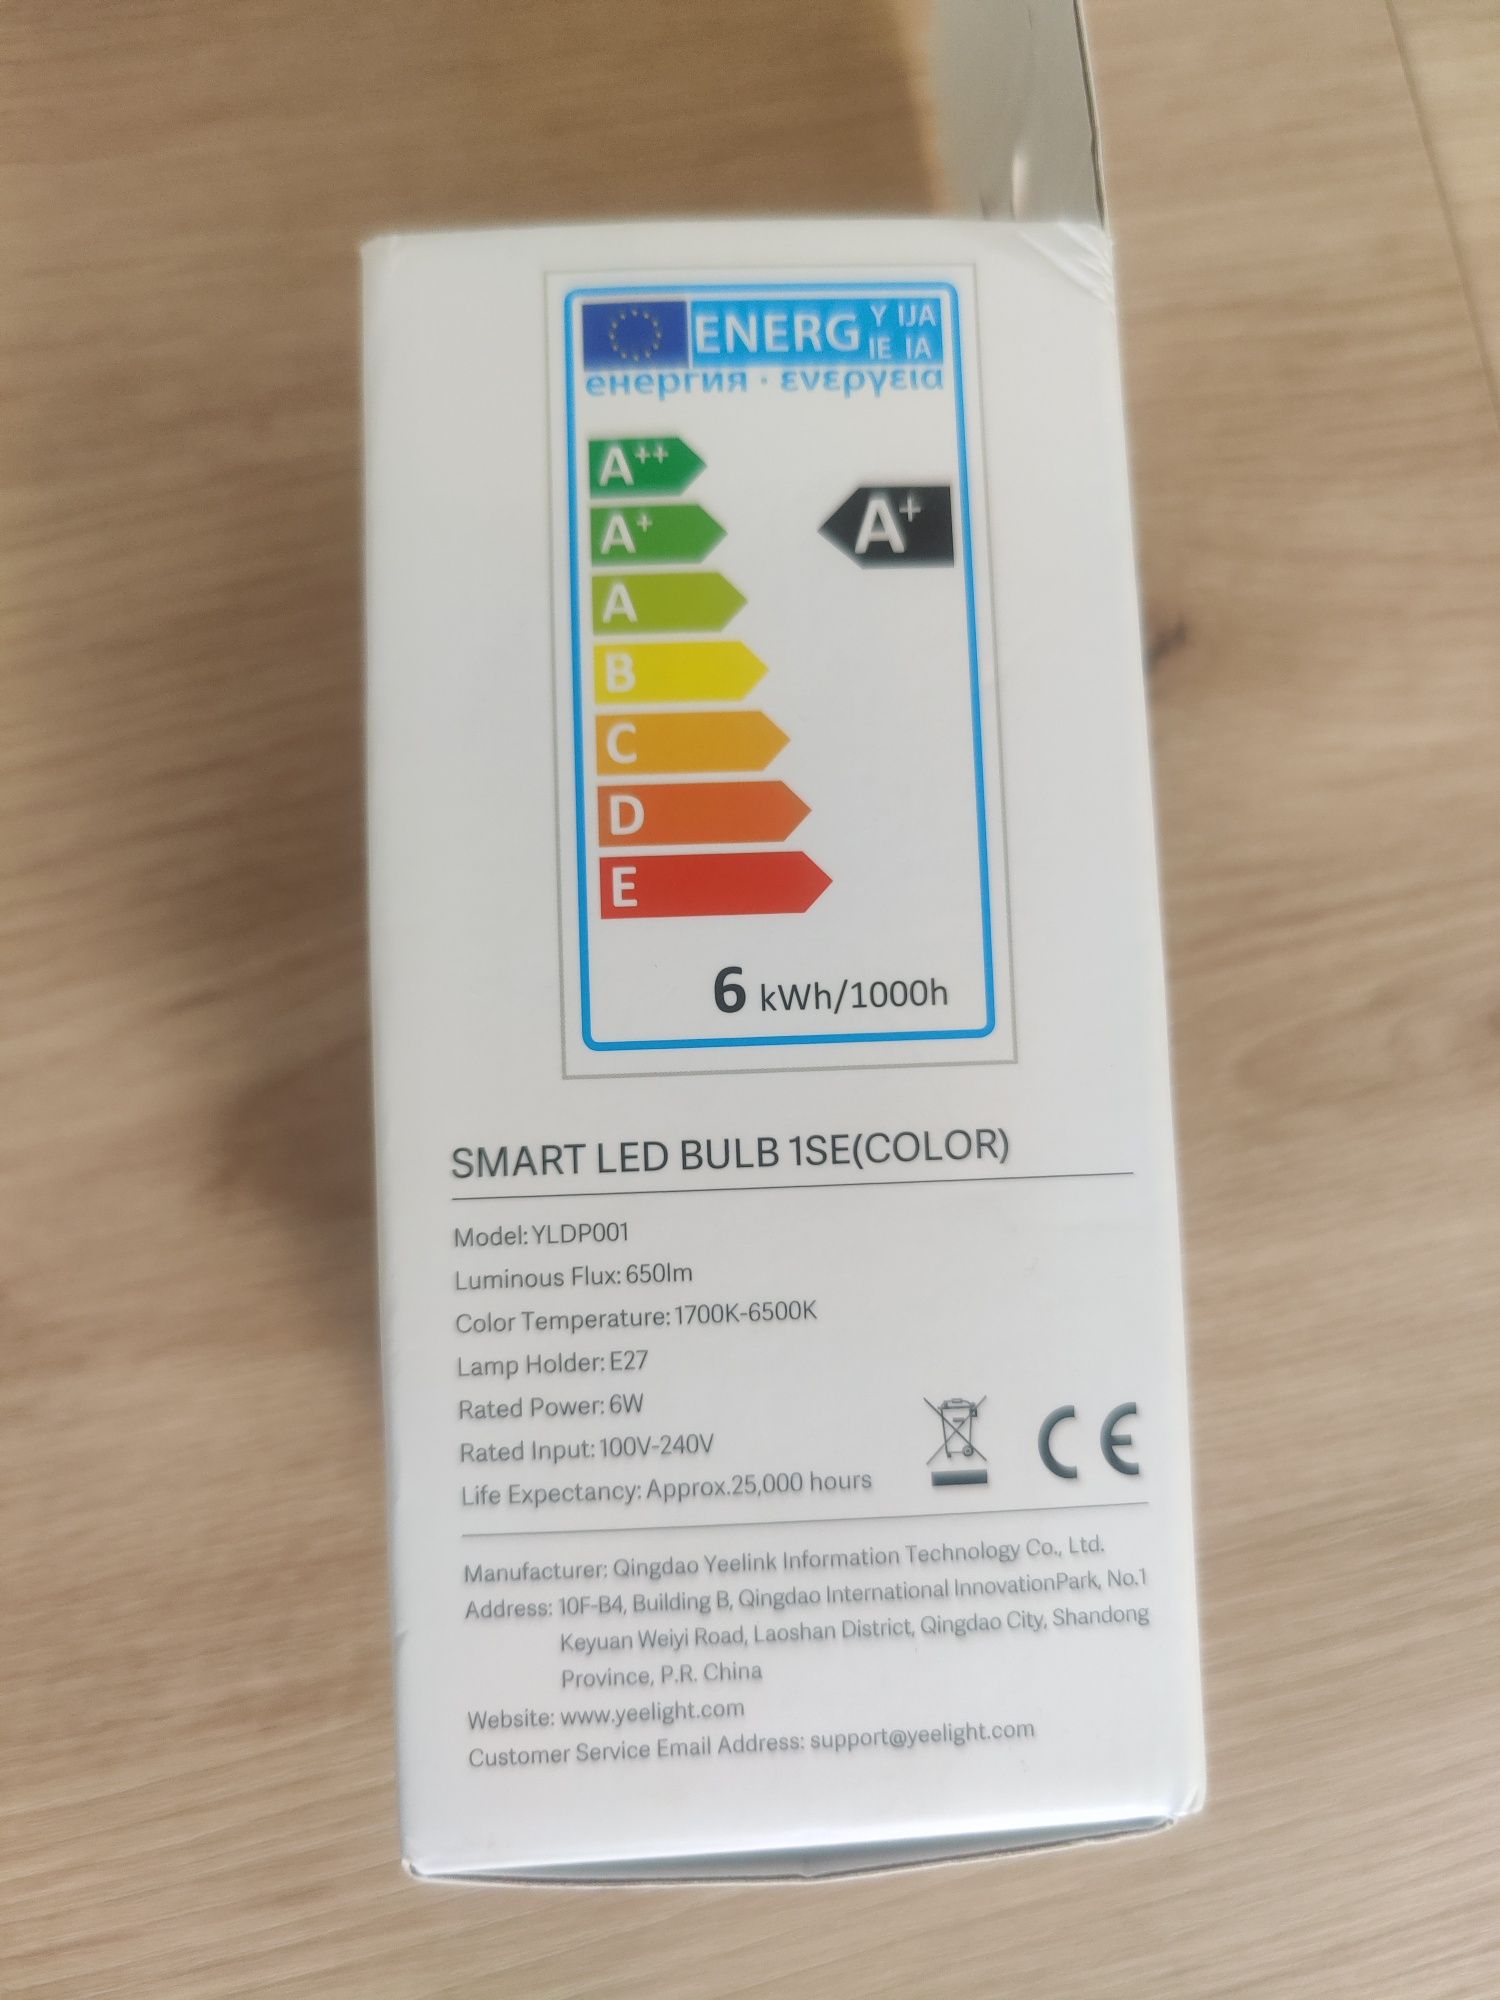 ENERG Y IJA
IE IA
енергия · ενεργεια
A++
A+
A+
A
B
C
D
E
6 kWh/1000h
SMART LED BULB 1SE(COLOR)
Model: YLDP001
Luminous Flux: 650lm
Color Temperature: 1700K-6500K
Lamp Holder: E27
Rated Power: 6W
Rated Input: 100V-240V
Life Expectancy: Approx.25,000 hours
CE
Manufacturer: Qingdao Yeelink Information Technology Co., Ltd.
Address: 10F-B4, Building B, Qingdao International InnovationPark, No.1
Keyuan Weiyi Road, Laoshan District, Qingdao City, Shandong
Province, P.R. China
Website: www.yeelight.com
Customer Service Email Address: support@yeelight.com